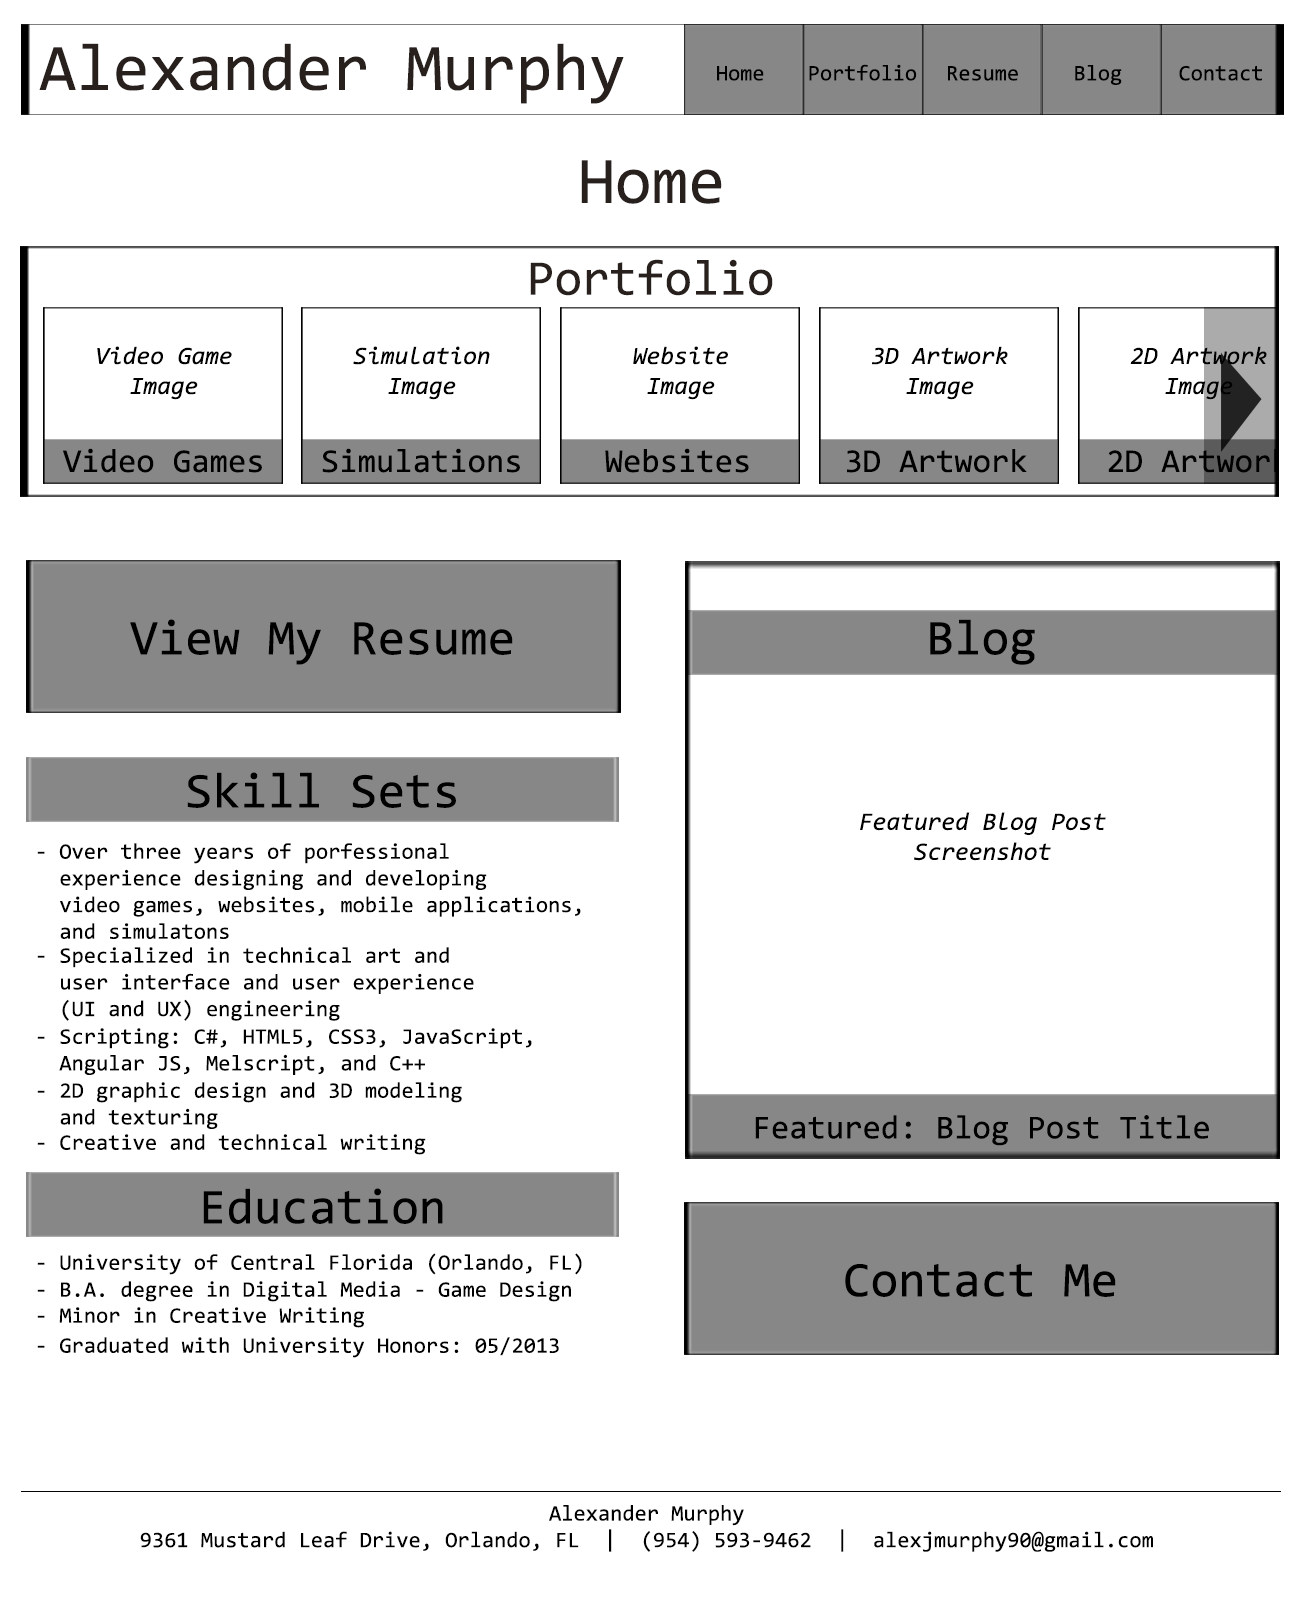 Alexander Murphy
Home
Portfolio
Resume
Blog
Contact
Home
Portfolio
Video Game
Image
Video Games
Simulation
Image
Simulations
Website
Image
Websites
3D Artwork
Image
3D Artwork
2D Artwork
Image
2D Artwork
View My Resume
Skill Sets
- Over three years of porfessional
experience designing and developing
video games, websites, mobile applications,
and simulatons
- Specialized in technical art and
user interface and user experience
(UI and UX) engineering
- Scripting: C#, HTML5, CSS3, JavaScript,
Angular JS, Melscript, and C++
- 2D graphic design and 3D modeling
and texturing
- Creative and technical writing
Education
- University of Central Florida (Orlando, FL)
- B.A. degree in Digital Media - Game Design
- Minor in Creative Writing
- Graduated with University Honors: 05/2013
Blog
Featured Blog Post
Screenshot
Featured: Blog Post Title
Contact Me
Alexander Murphy
9361 Mustard Leaf Drive, Orlando, FL | (954) 593-9462 | alexjmurphy90@gmail.com